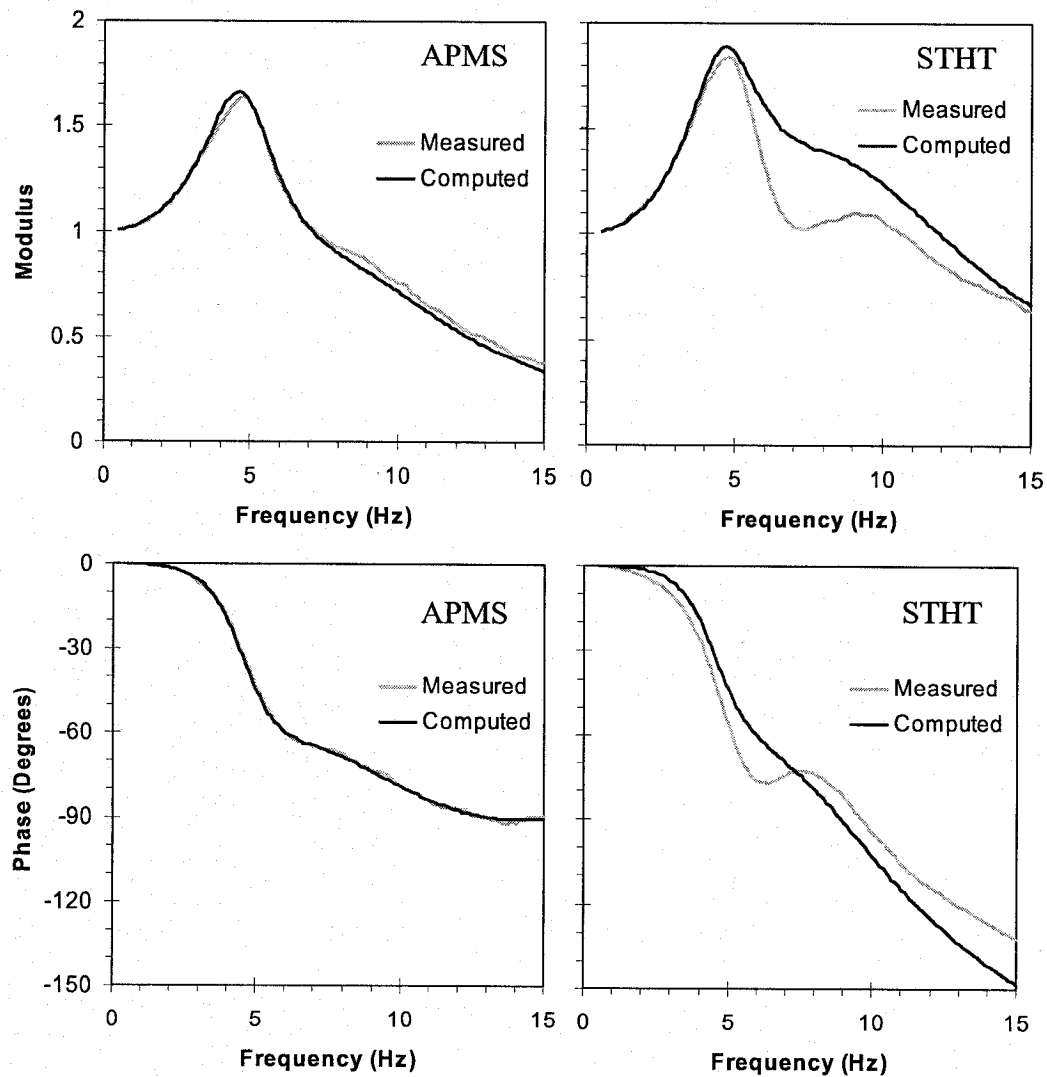 2
1.5
1
0.5
0
Modulus
APMS
Measured
Computed
0
5
10
15
Frequency (Hz)
STHT
Measured
Computed
0
5
10
15
Frequency (Hz)
0
-30
-60
-90
-120
-150
Phase (Degrees)
APMS
Measured
Computed
0
5
10
15
Frequency (Hz)
STHT
Measured
Computed
0
5
10
15
Frequency (Hz)